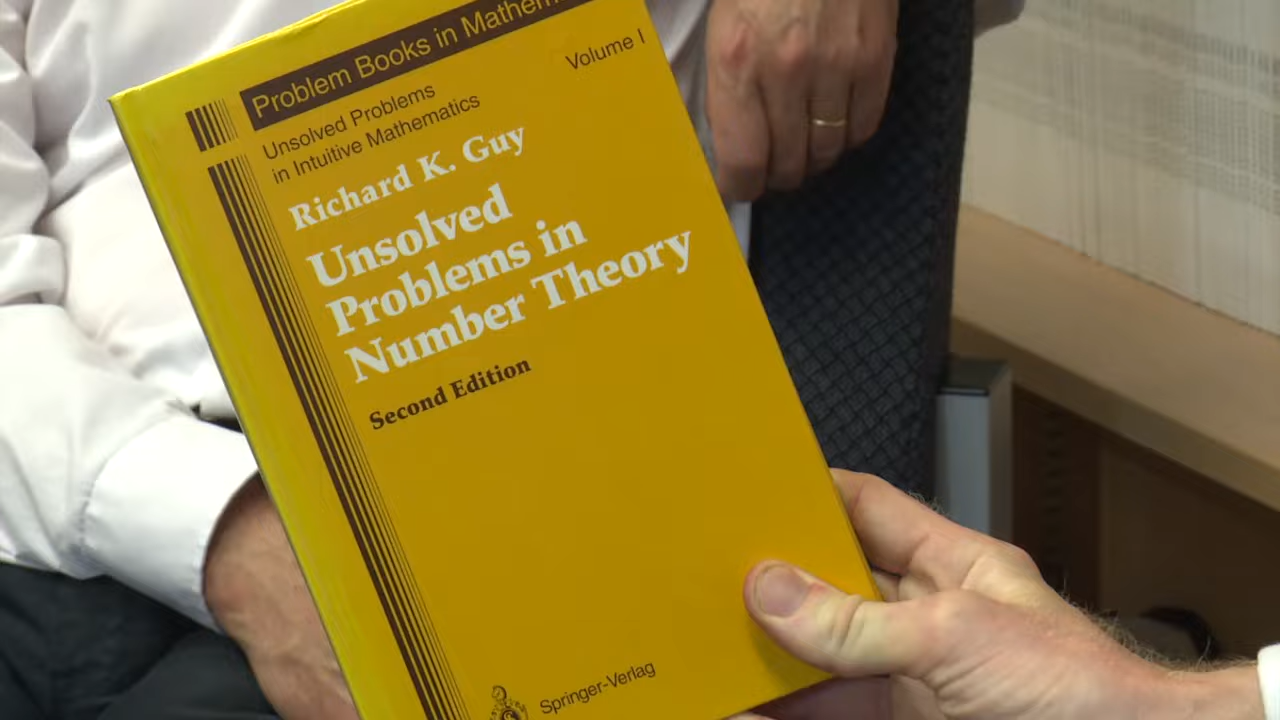 Problem Books in Mathem
Volume I
Unsolved Problems
in Intuitive Mathematics
Richard K. Guy
Unsolved
Problems in
Number Theory
Second Edition
Springer-Verlag